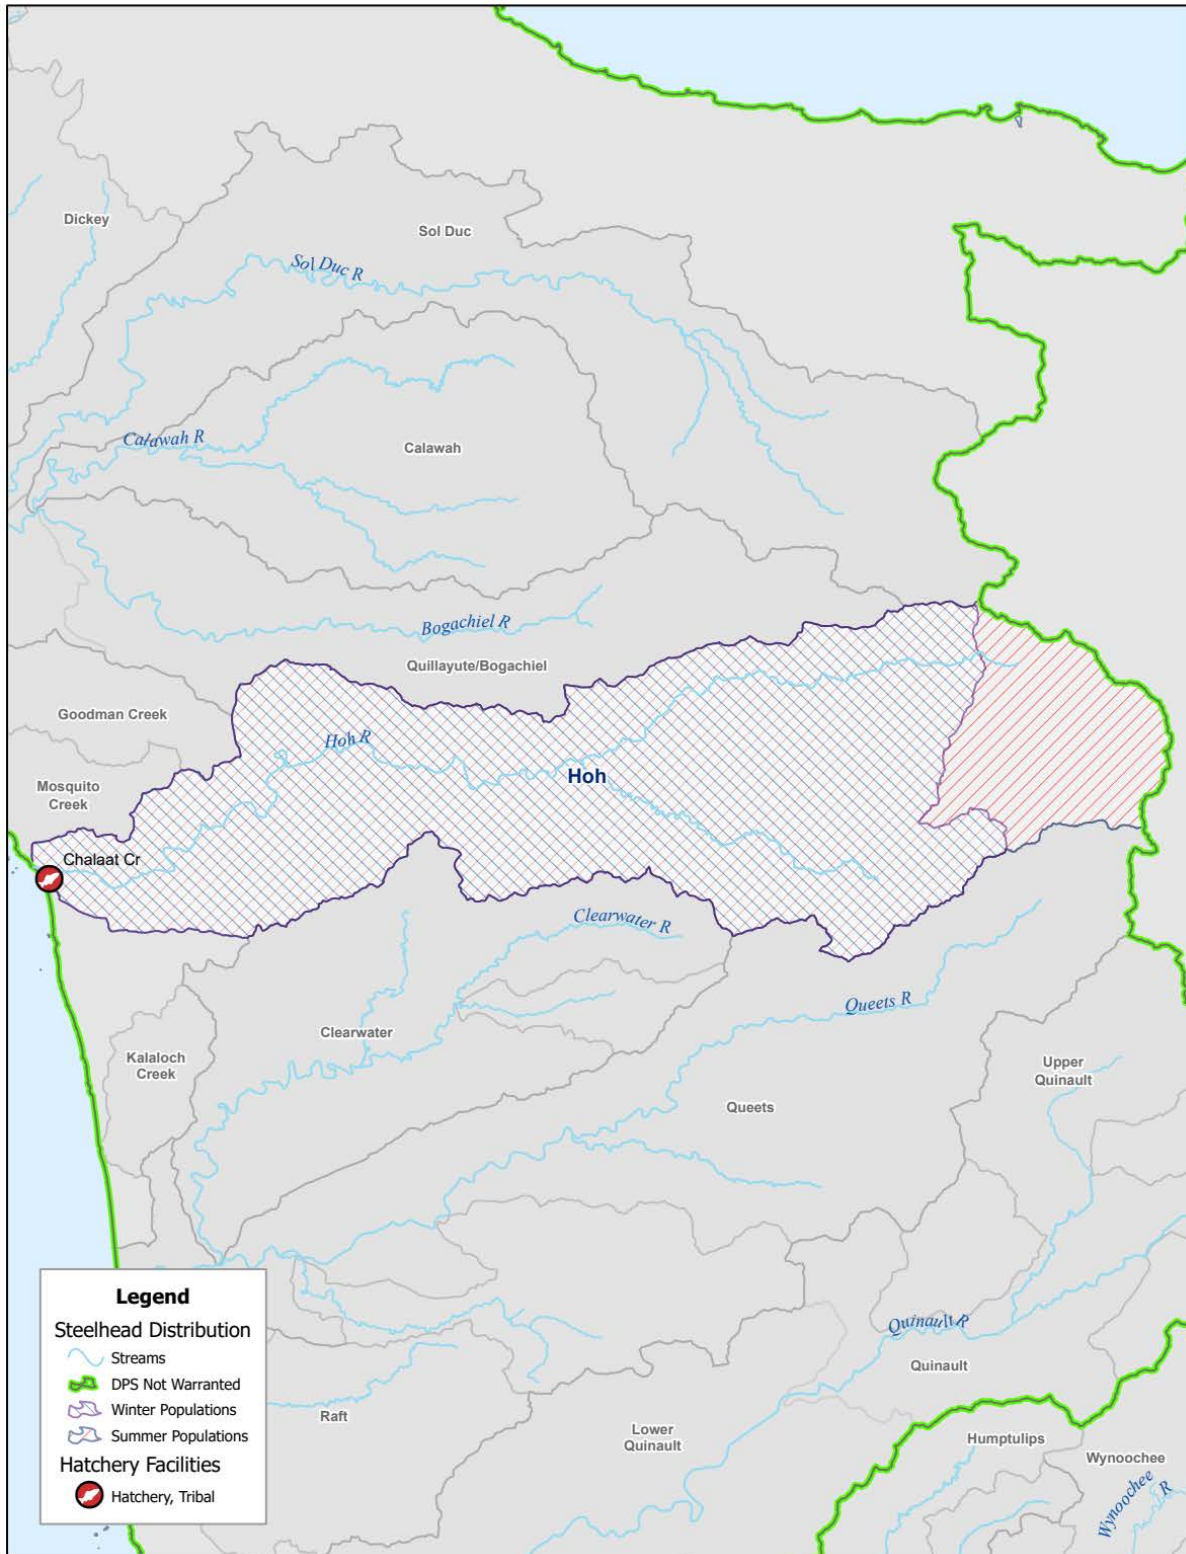 Dickey
Sol Duc
Sol Duc R
Calawah R
Calawah
Bogachiel R
Quillayute/Bogachiel
Goodman Creek
Hoh R
Hoh
Mosquito
Creek
Chalaat Cr
Clearwater R
Queets R
Clearwater
Kalaloch
Creek
Upper
Quinault
Queets
Quinault R
Quinault
Raft
Lower
Quinault
Humptulips
Wynoochee
Wynoochee
R
Legend
Steelhead Distribution
Streams
DPS Not Warranted
Winter Populations
Summer Populations
Hatchery Facilities
Hatchery, Tribal